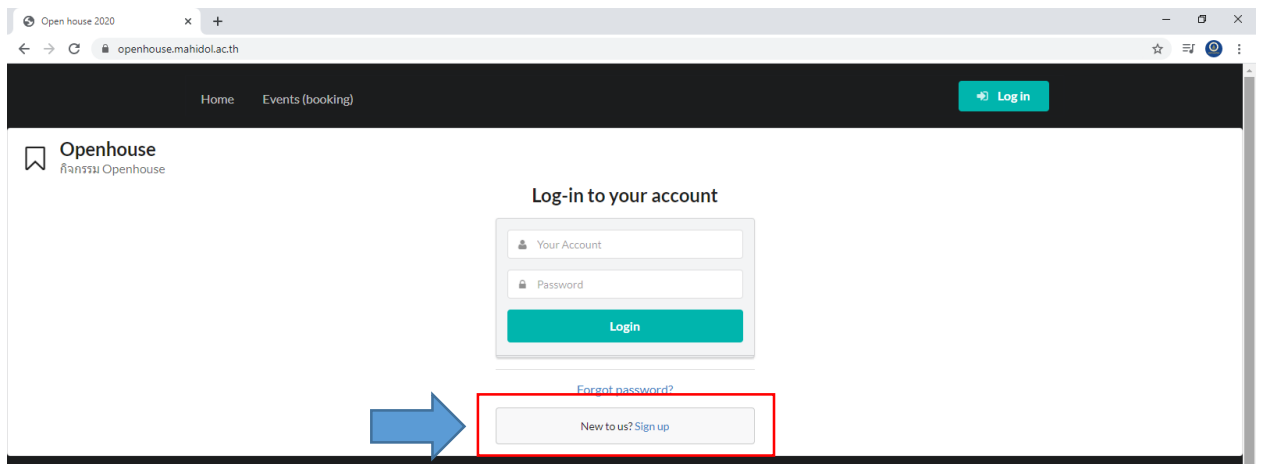 Open house 2020
openhouse.mahidol.ac.th
Home Events (booking) Log in
Openhouse
กิจกรรม Openhouse
Log-in to your account
Your Account
Password
Login
Forgot password?
New to us? Sign up